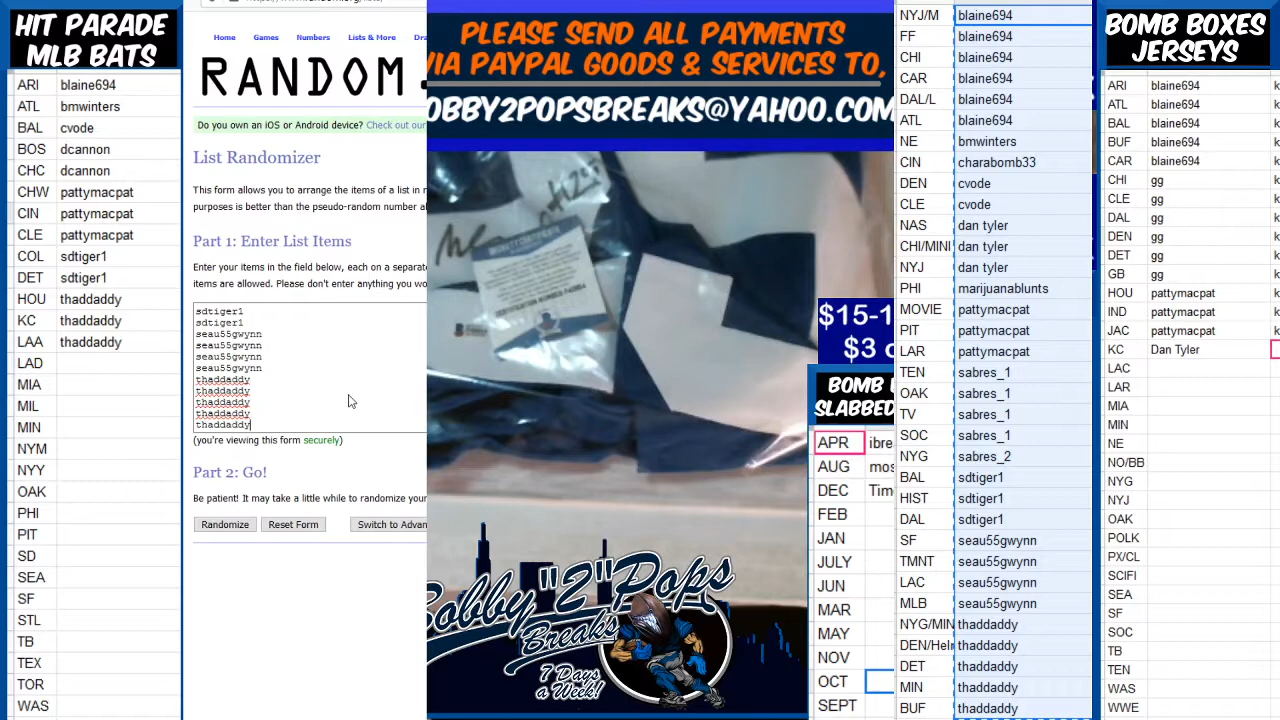 HIT PARADE
MLB BATS
ARI blaine694
ATL bmwinters
BAL cvode
BOS dcannon
CHC dcannon
CHW pattymacpat
CIN pattymacpat
CLE pattymacpat
COL sdtiger1
DET sdtiger1
HOU thaddaddy
KC thaddaddy
LAA thaddaddy
LAD
MIA
MIL
MIN
NYM
NYY
OAK
PHI
PIT
SD
SEA
SF
STL
TB
TEX
TOR
WAS
Home Games Numbers Lists & More
RANDOM.
Do you own an iOS or Android device? Check out our
List Randomizer
This form allows you to arrange the items of a list in
purposes is better than the pseudo-random number
Part 1: Enter List Items
Enter your items in the field below, each on a separat
items are allowed. Please don't enter anything you wo
sdtiger1
sdtiger1
seau55gwynn
seau55gwynn
seau55gwynn
seau55gwynn
thaddaddy
thaddaddy
thaddaddy
thaddaddy
thaddaddy
(you're viewing this form securely)
Part 2: Go!
Be patient! It may take a little while to randomize your
Randomize Reset Form Switch to Advan
PLEASE SEND ALL PAYMENTS
VIA PAYPAL GOODS & SERVICES TO,
OBBY2POPSBREAKS@YAHOO.COM
Bobby "2" Pops
Breaks
7 Days
a Week!
$15-1
$3 o
BOMB B
SLABBED
APR ibre
AUG mos
DEC Tim
FEB
JAN
JULY
JUN
MAR
MAY
NOV
OCT
SEPT
NYJ/M blaine694
FF blaine694
CHI blaine694
CAR blaine694
DAL/L blaine694
ATL blaine694
NE bmwinters
CIN charabomb33
DEN cvode
CLE cvode
NAS dan tyler
CHI/MINI dan tyler
NYJ dan tyler
PHI marijuanablunts
MOVIE pattymacpat
PIT pattymacpat
LAR pattymacpat
TEN sabres_1
OAK sabres_1
TV sabres_1
SOC sabres_1
NYG sabres_2
BAL sdtiger1
HIST sdtiger1
DAL sdtiger1
SF seau55gwynn
TMNT seau55gwynn
LAC seau55gwynn
MLB seau55gwynn
NYG/MIN thaddaddy
DEN/Helm thaddaddy
DET thaddaddy
MIN thaddaddy
BUF thaddaddy
BOMB BOXES
JERSEYS
ARI blaine694 k
ATL blaine694 k
BAL blaine694 k
BUF blaine694 k
CAR blaine694 k
CHI gg k
CLE gg k
DAL gg k
DEN gg k
DET gg k
GB gg k
HOU pattymacpat k
IND pattymacpat k
JAC pattymacpat k
KC Dan Tyler
LAC
LAR
MIA
MIN
NE
NO/BB
NYG
NYJ
OAK
POLK
PX/CL
SCIFI
SEA
SF
SOC
TB
TEN
WAS
WWE